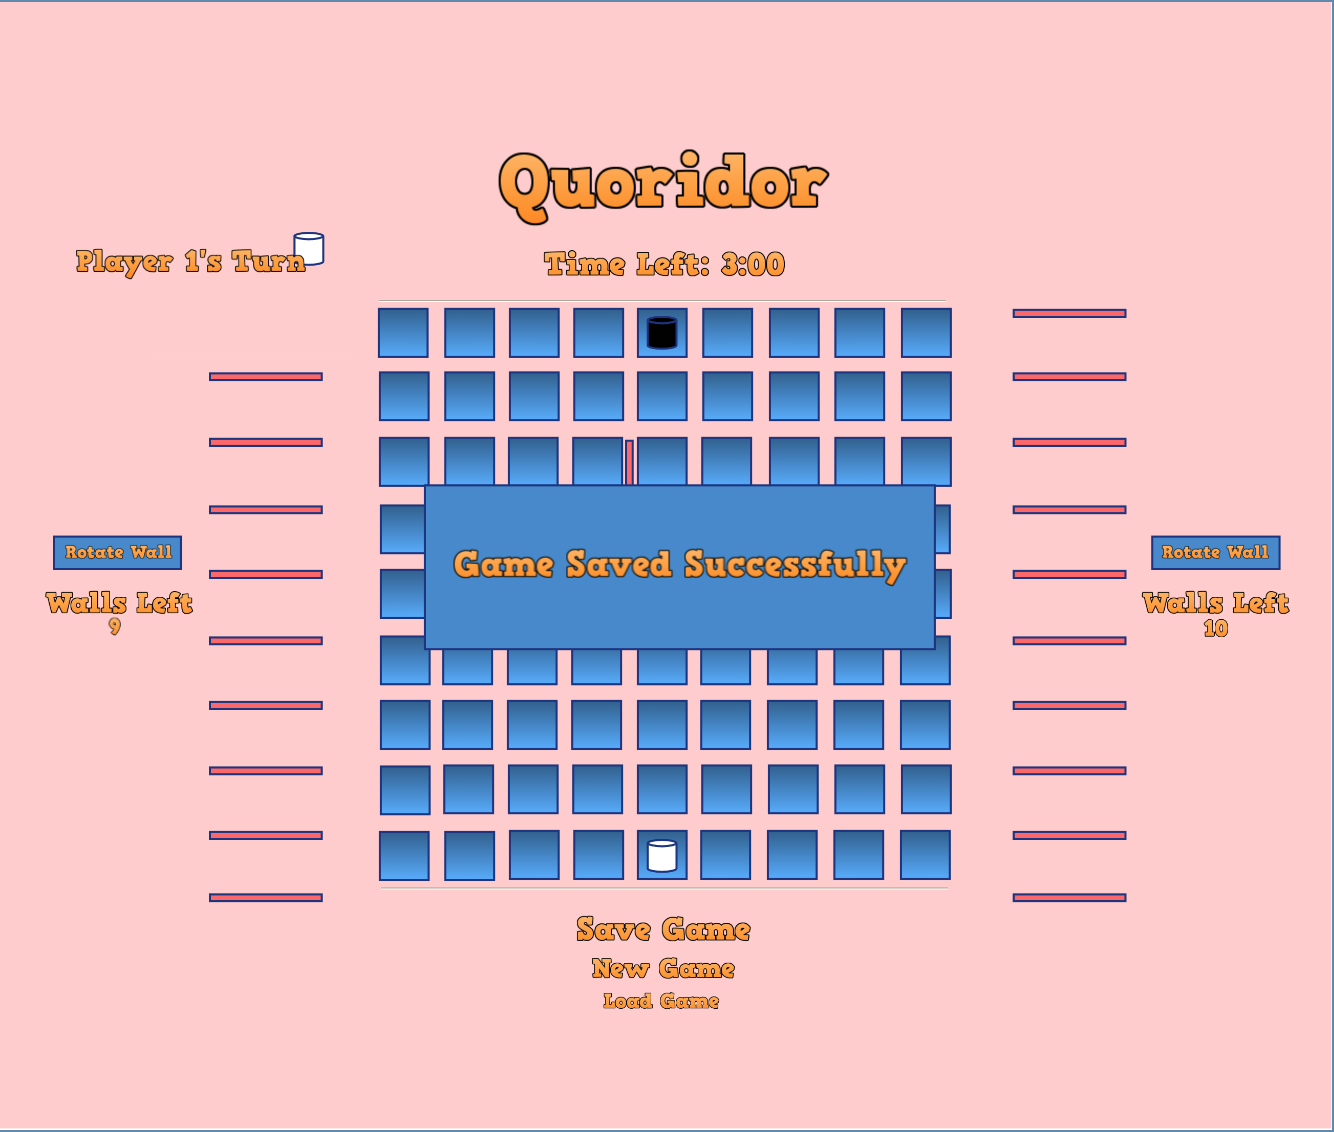 Quoridor
Player 1's Turn
Time Left: 3:00
Rotate Wall
Walls Left
9
Game Saved Successfully
Rotate Wall
Walls Left
10
Save Game
New Game
Load Game